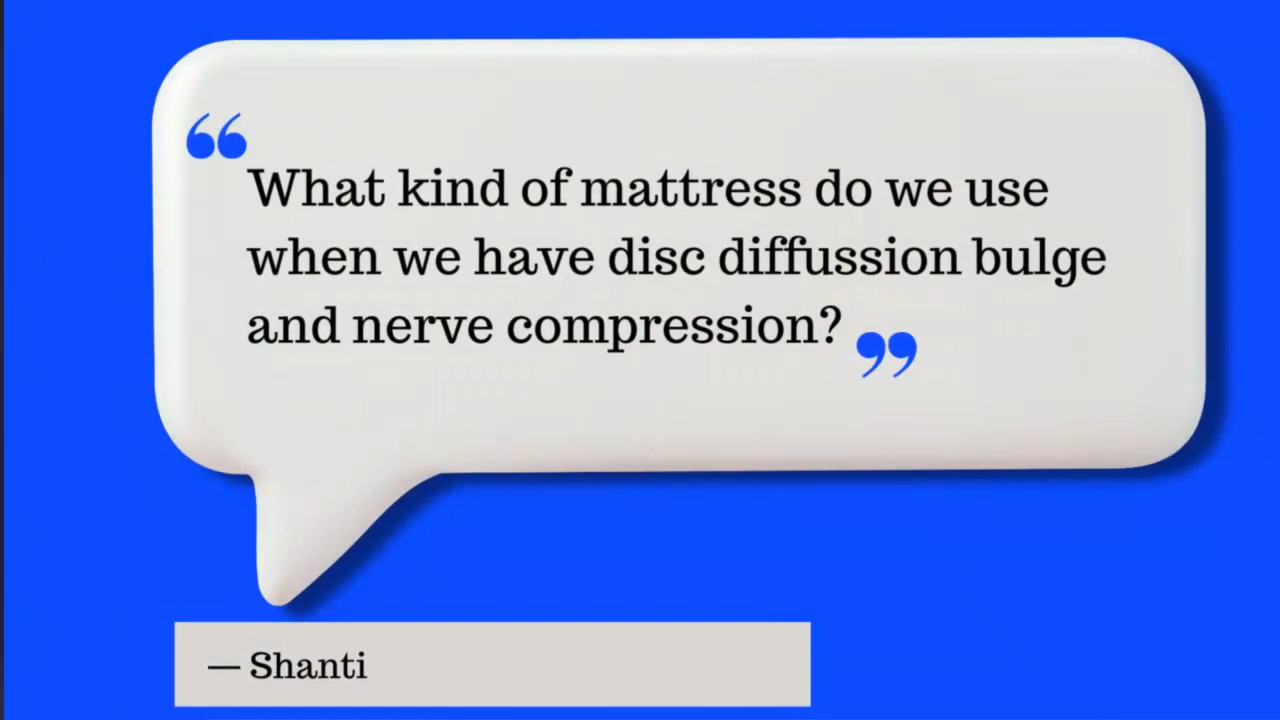 “What kind of mattress do we use
when we have disc diffussion bulge
and nerve compression?”
— Shanti